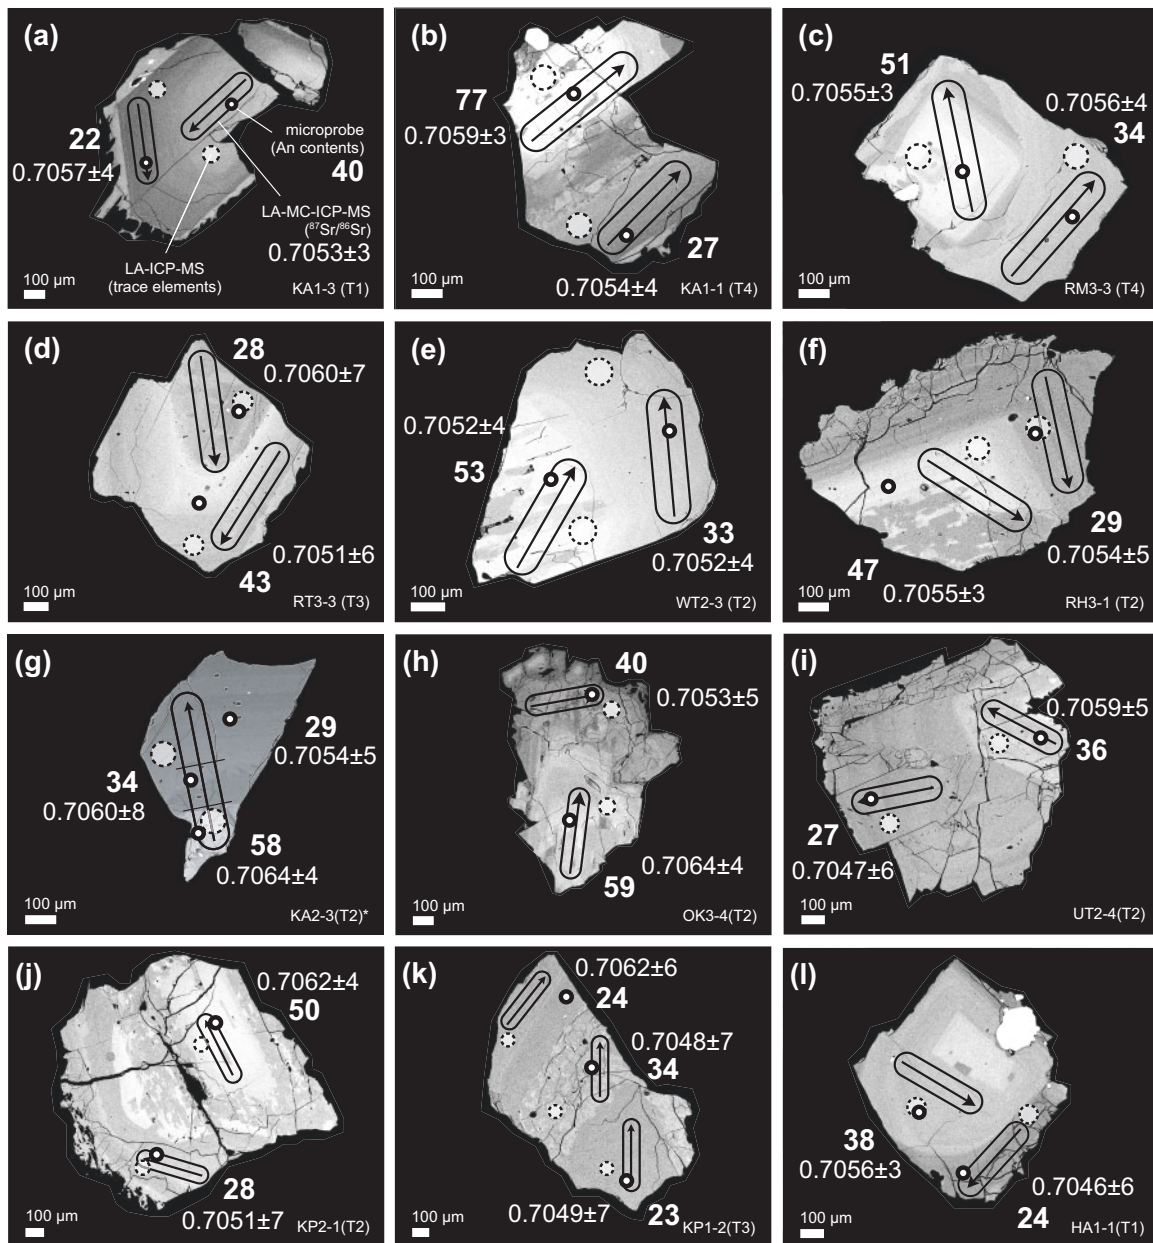 (a)
22
0.7057±4
microprobe
(An contents)
40
LA-MC-ICP-MS
(⁸⁷Sr/⁸⁶Sr)
0.7053±3
LA-ICP-MS
(trace elements)
100 µm
KA1-3 (T1)
(b)
77
0.7059±3
27
0.7054±4
100 µm
KA1-1 (T4)
(c)
51
0.7055±3
0.7056±4
34
100 µm
RM3-3 (T4)
(d)
28
0.7060±7
0.7051±6
43
100 µm
RT3-3 (T3)
(e)
0.7052±4
53
33
0.7052±4
100 µm
WT2-3 (T2)
(f)
29
0.7054±5
47
0.7055±3
100 µm
RH3-1 (T2)
(g)
29
0.7054±5
34
0.7060±8
58
0.7064±4
100 µm
KA2-3(T2)*
(h)
40
0.7053±5
0.7064±4
59
100 µm
OK3-4(T2)
(i)
0.7059±5
36
27
0.7047±6
100 µm
UT2-4(T2)
(j)
0.7062±4
50
28
0.7051±7
100 µm
KP2-1(T2)
(k)
0.7062±6
24
0.7048±7
34
0.7049±7
23
100 µm
KP1-2(T3)
(l)
38
0.7056±3
0.7046±6
24
100 µm
HA1-1(T1)